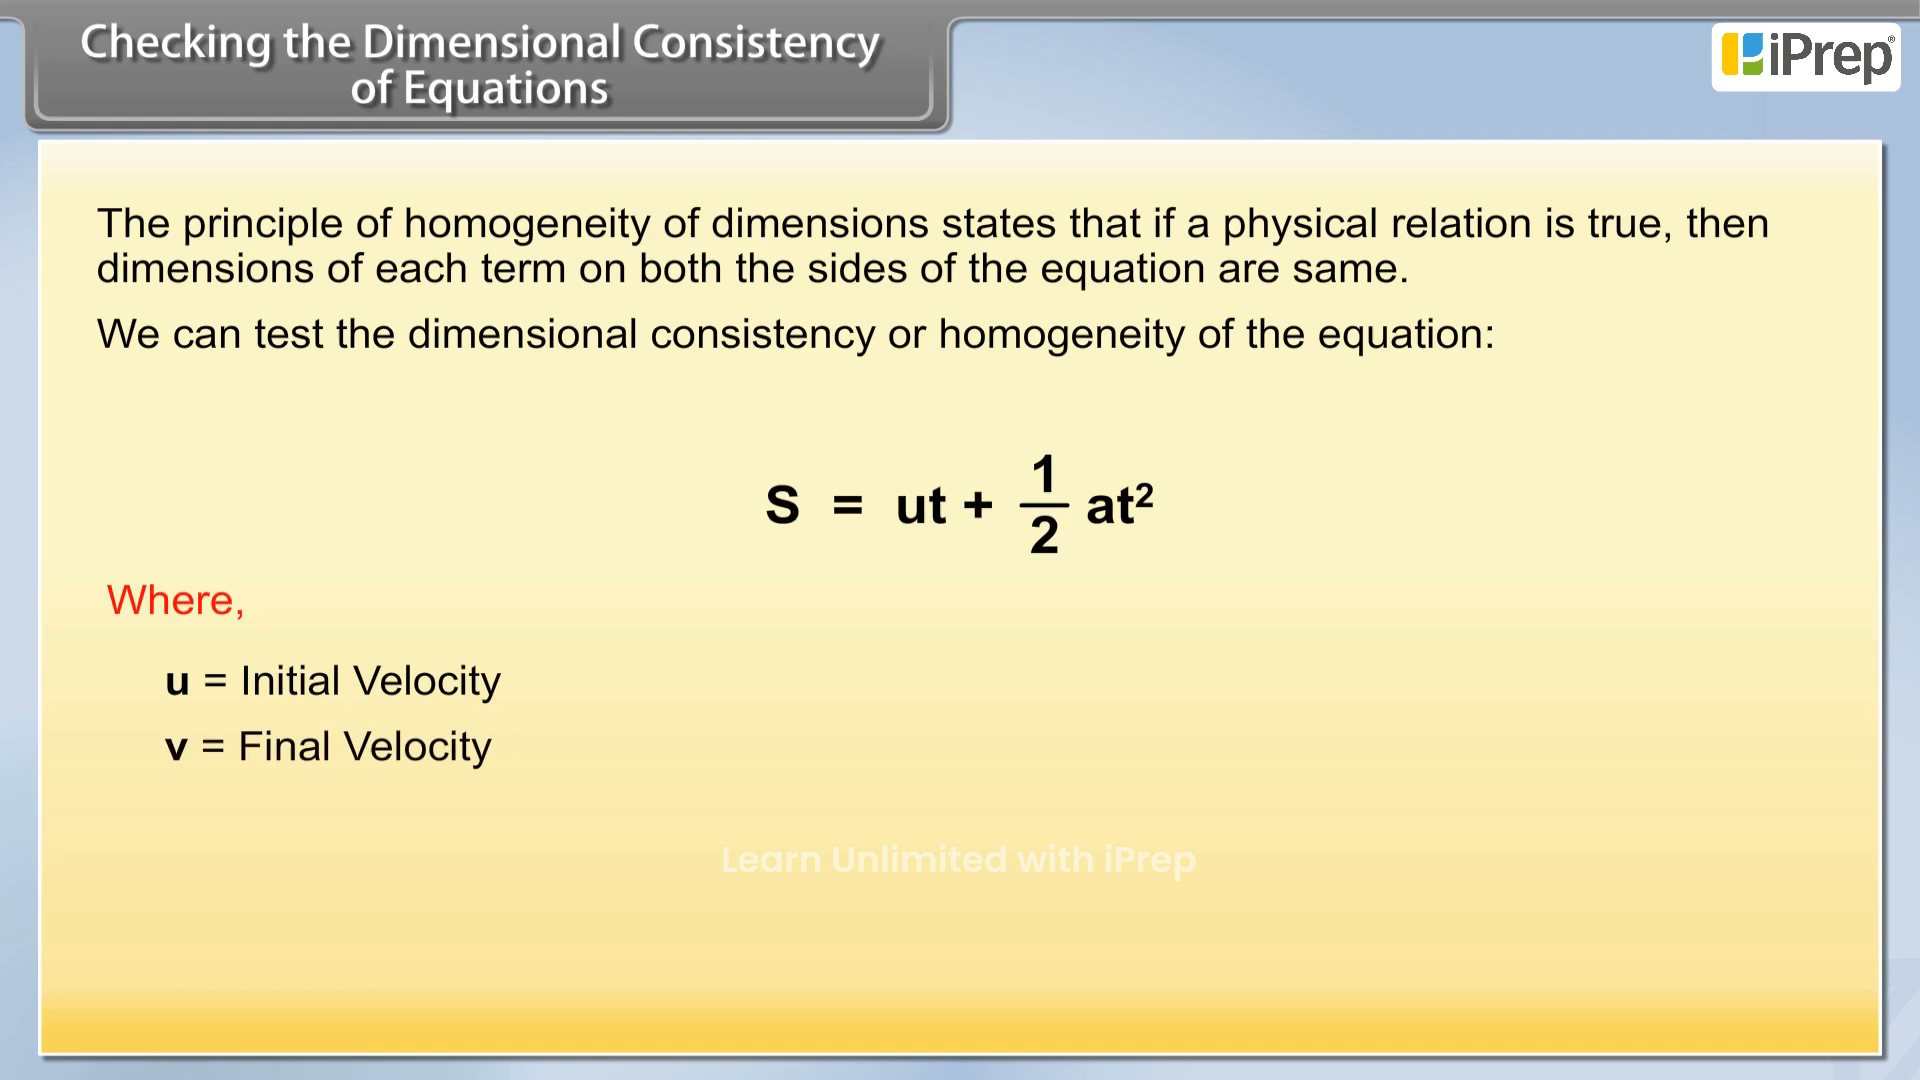 Checking the Dimensional Consistency
of Equations
iPrep®
The principle of homogeneity of dimensions states that if a physical relation is true, then
dimensions of each term on both the sides of the equation are same.
We can test the dimensional consistency or homogeneity of the equation:
S = ut + 1/2 at²
Where,
u = Initial Velocity
v = Final Velocity
Learn Unlimited with iPrep